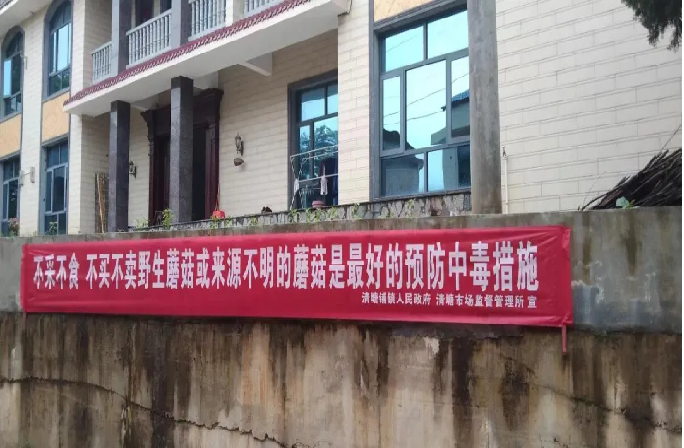 不采不食 不买不卖野生蘑菇或来源不明的蘑菇是最好的预防中毒措施
清塘铺镇人民政府 清塘市场监督管理所 宣